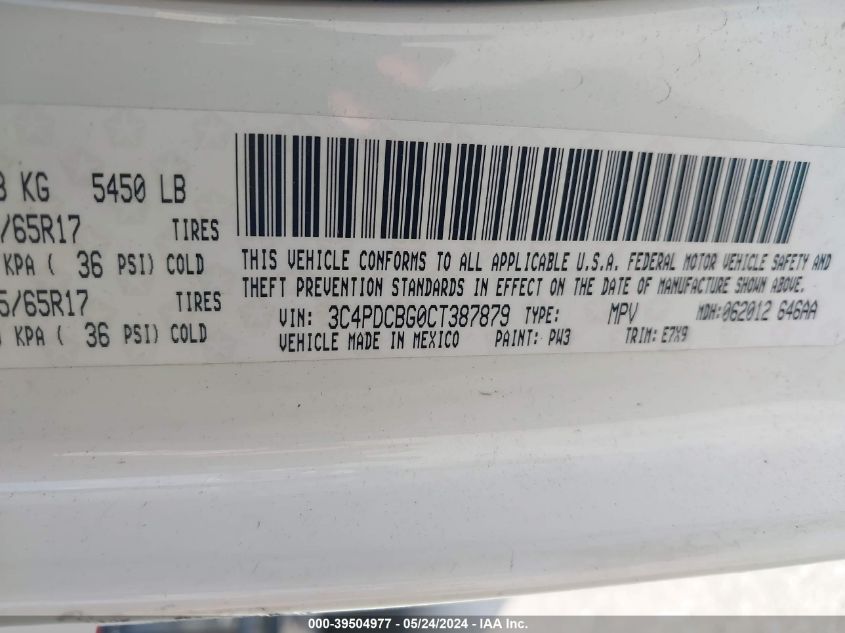 KG 5450 LB
/65R17 TIRES
KPA ( 36 PSI) COLD
5/65R17 TIRES
KPA ( 36 PSI) COLD
THIS VEHICLE CONFORMS TO ALL APPLICABLE U.S.A. FEDERAL MOTOR VEHICLE SAFETY AND
THEFT PREVENTION STANDARDS IN EFFECT ON THE DATE OF MANUFACTURE SHOWN ABOVE.
VIN: 3C4PDCBG0CT387879 TYPE: MPV MDH:062012 646AA
VEHICLE MADE IN MEXICO PAINT: PW3 TRIM: E7X9
000-39504977 - 05/24/2024 - IAA Inc.